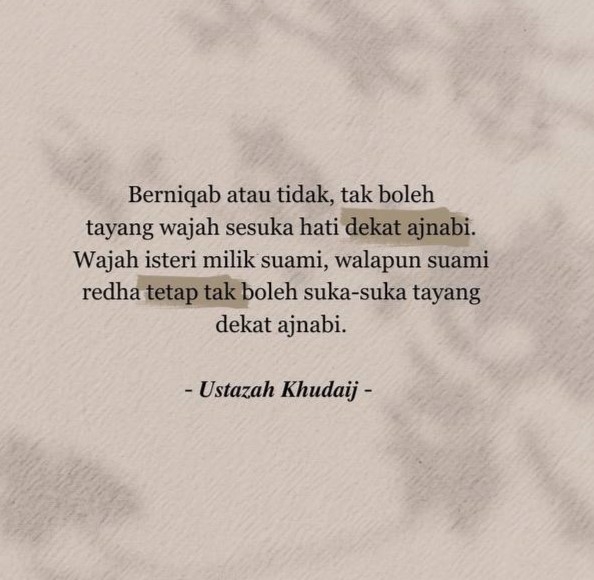 Berniqab atau tidak, tak boleh
tayang wajah sesuka hati dekat ajnabi.
Wajah isteri milik suami, walapun suami
redha tetap tak boleh suka-suka tayang
dekat ajnabi.
- Ustazah Khudaij -